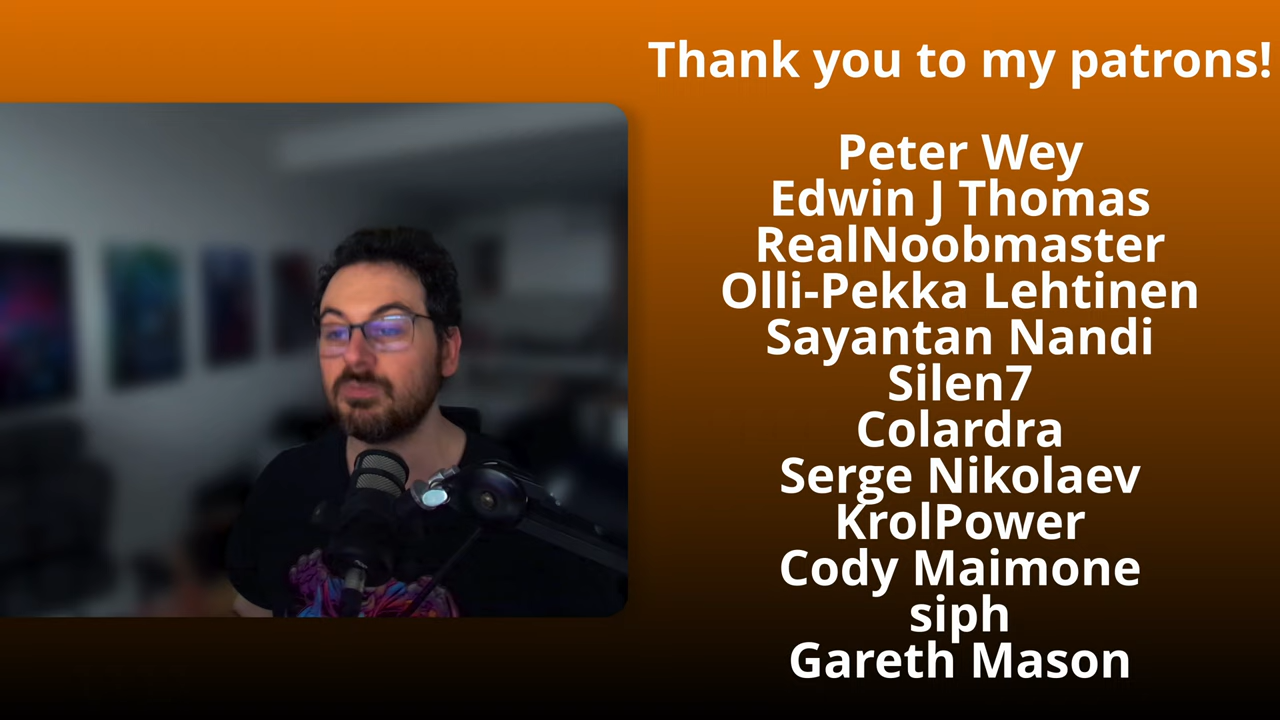 Thank you to my patrons!
Peter Wey
Edwin J Thomas
RealNoobmaster
Olli-Pekka Lehtinen
Sayantan Nandi
Silen7
Colardra
Serge Nikolaev
KrolPower
Cody Maimone
siph
Gareth Mason